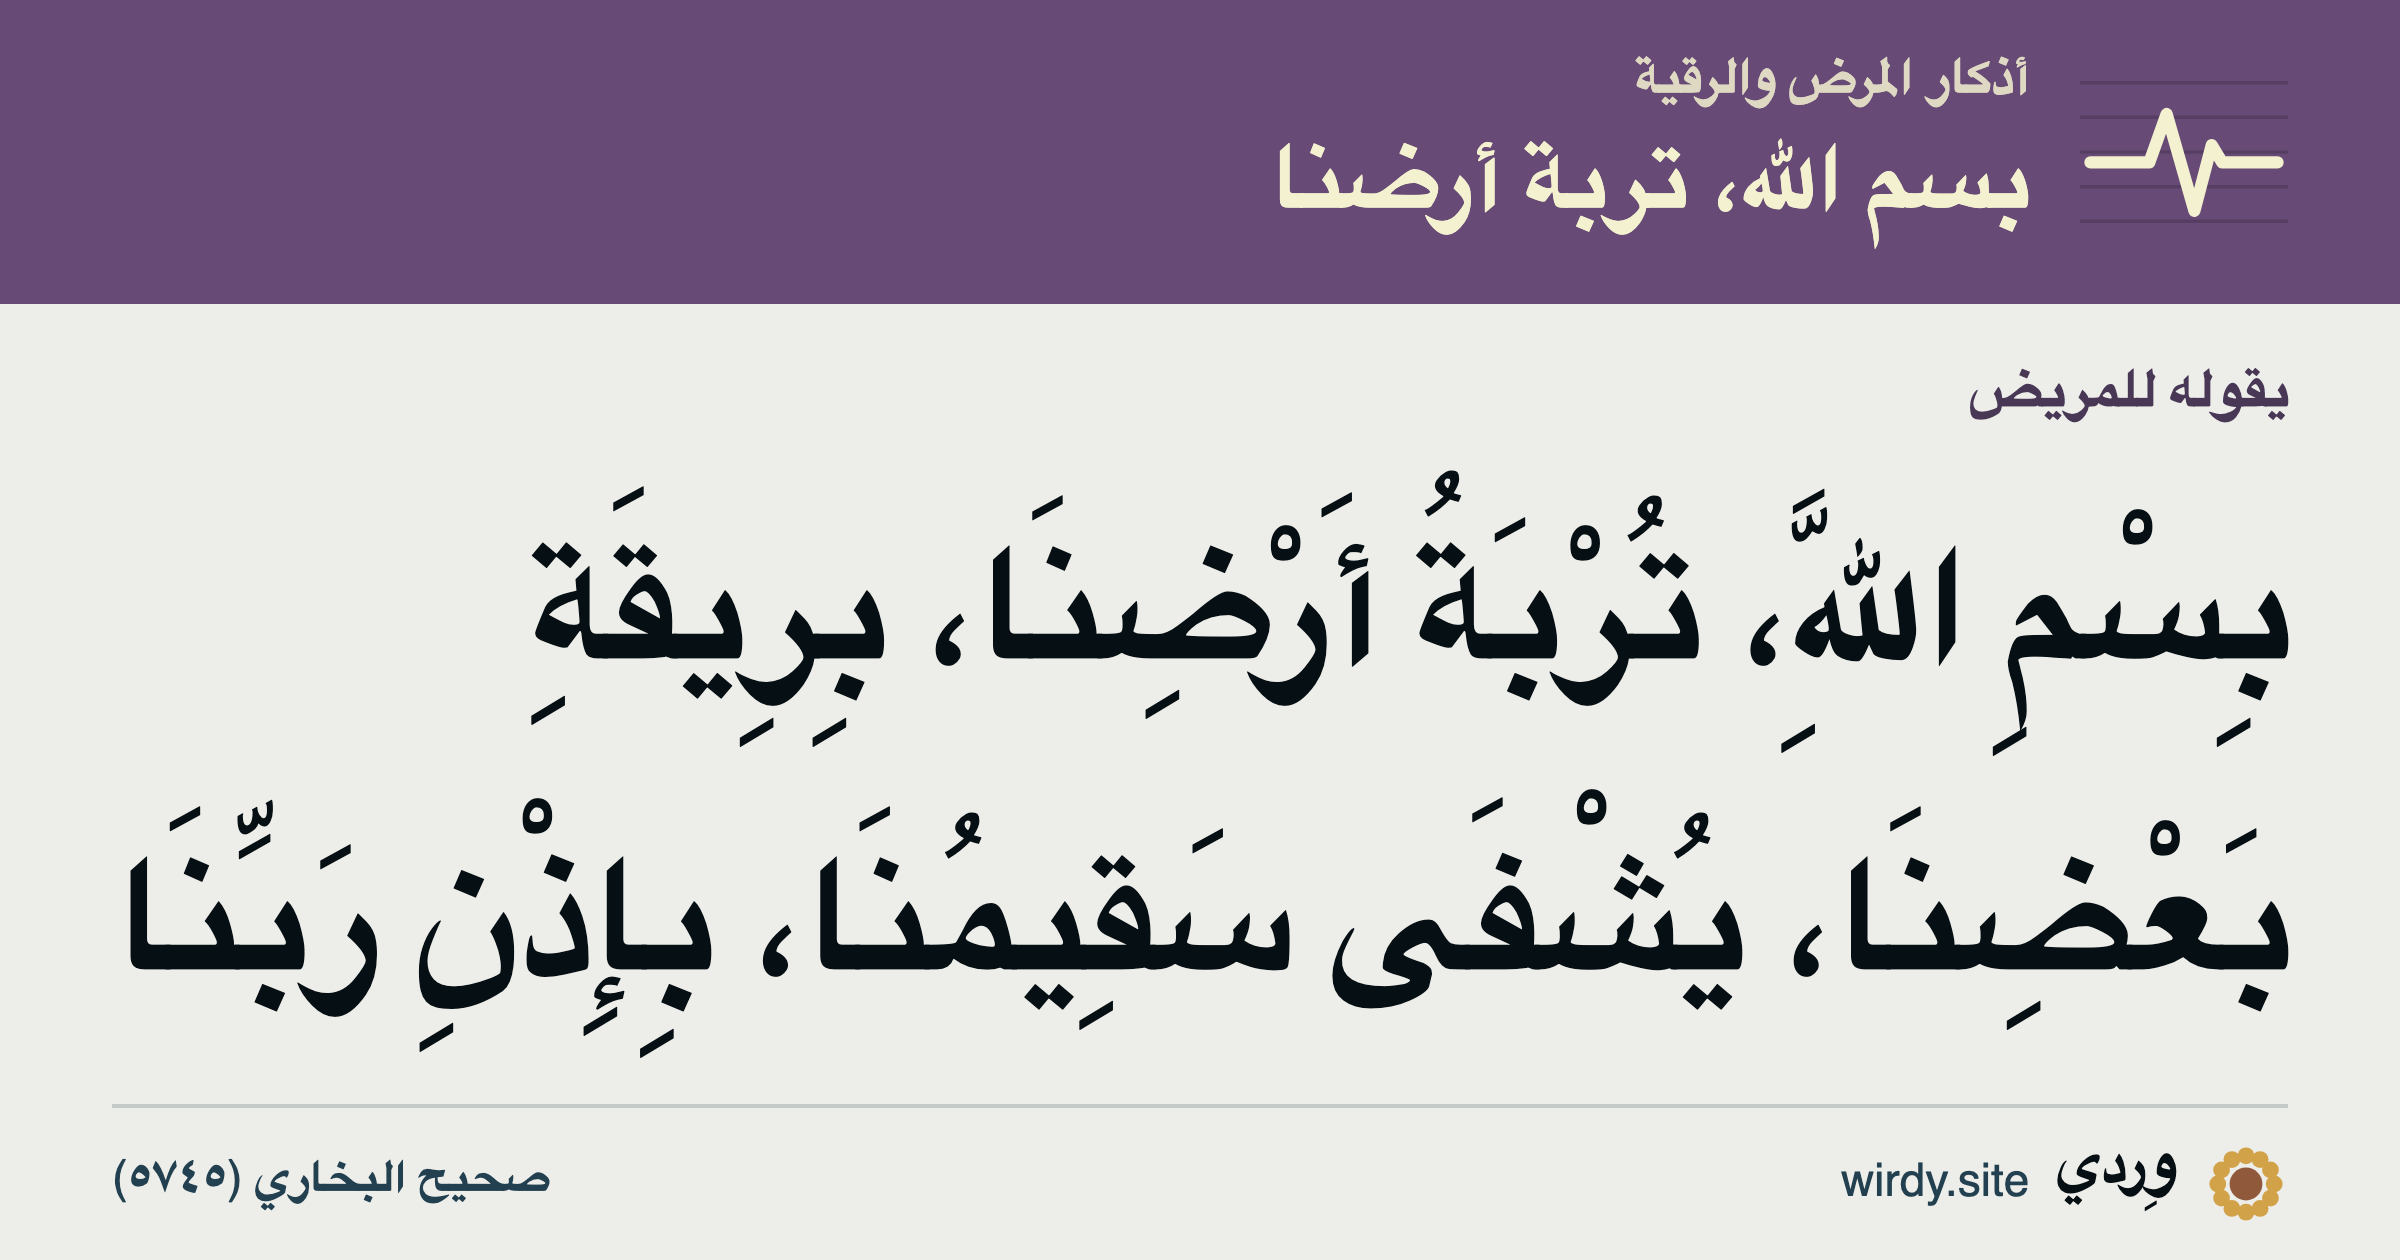 أذكار المرض والرقية
بسم الله، تربة أرضنا
يقوله للمريض
بِسْمِ اللَّهِ، تُرْبَةُ أَرْضِنَا، بِرِيقَةِ
بَعْضِنَا، يُشْفَى سَقِيمُنَا، بِإِذْنِ رَبِّنَا
وِردي wirdy.site
صحيح البخاري (٥٧٤٥)